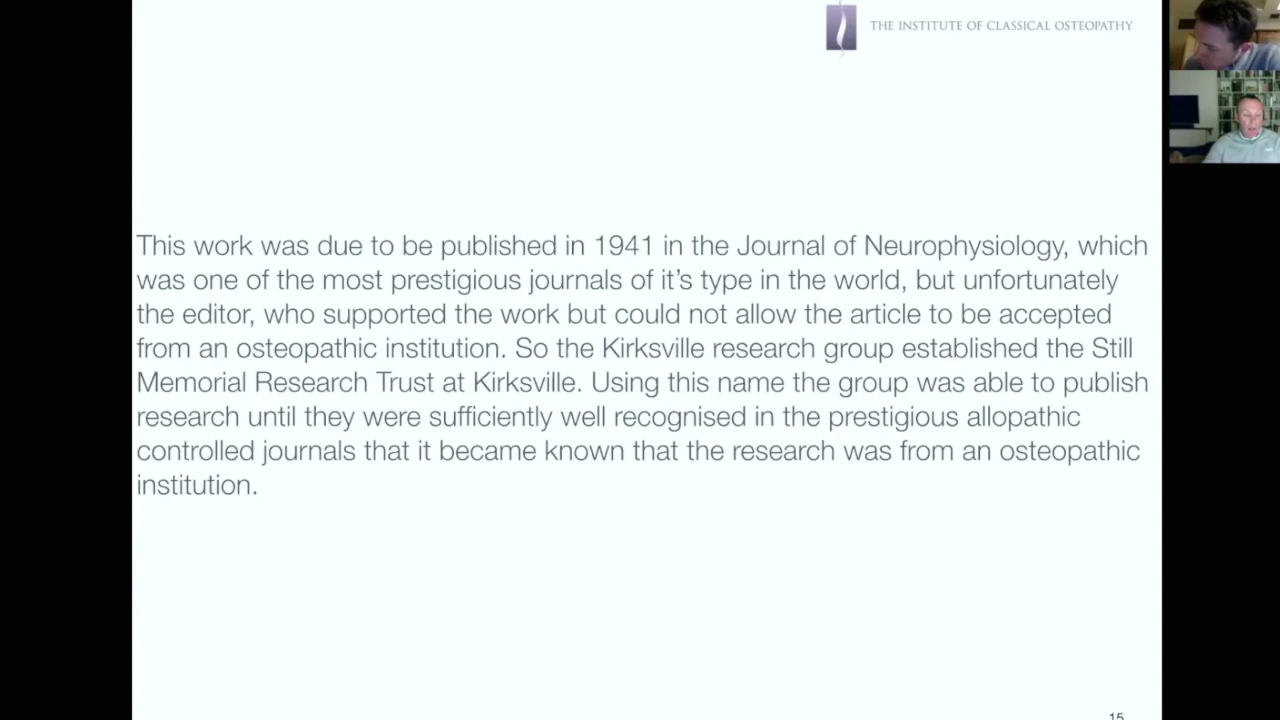 THE INSTITUTE OF CLASSICAL OSTEOPATHY
This work was due to be published in 1941 in the Journal of Neurophysiology, which
was one of the most prestigious journals of it’s type in the world, but unfortunately
the editor, who supported the work but could not allow the article to be accepted
from an osteopathic institution. So the Kirksville research group established the Still
Memorial Research Trust at Kirksville. Using this name the group was able to publish
research until they were sufficiently well recognised in the prestigious allopathic
controlled journals that it became known that the research was from an osteopathic
institution.
15